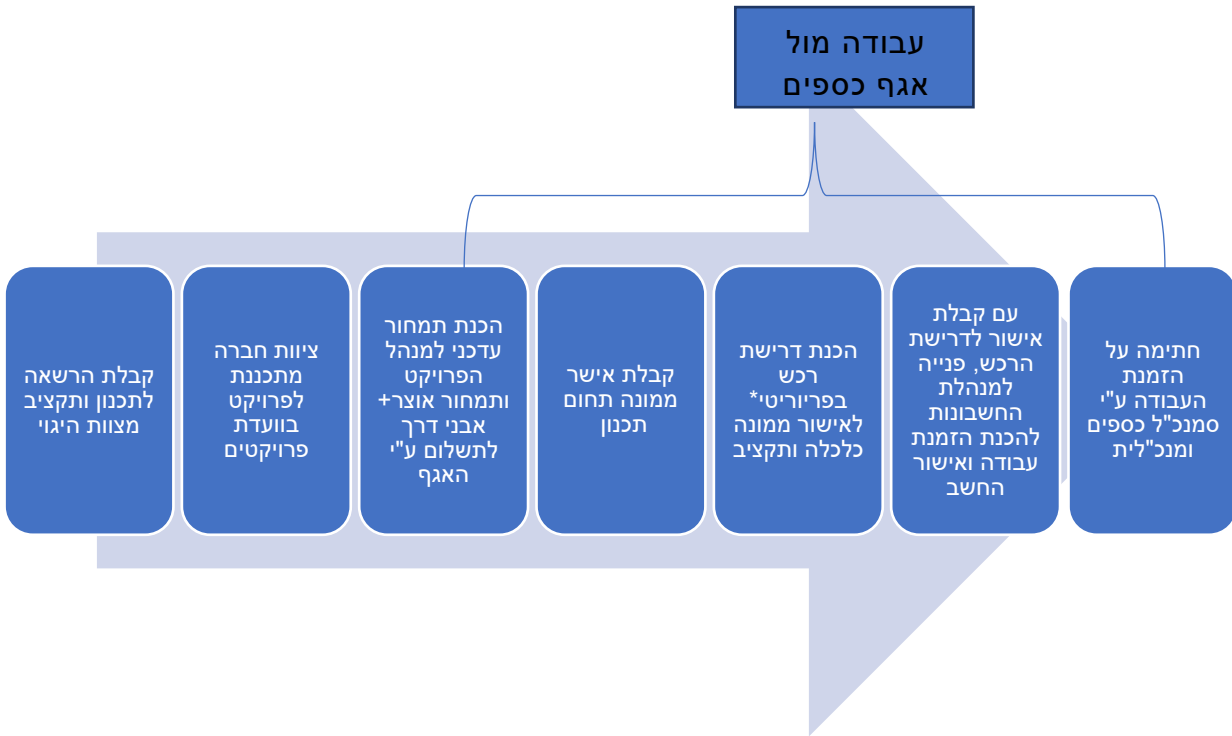 עבודה מול
אגף כספים
קבלת הרשאה
לתכנון ותקציב
מצוות היגוי
ציוות חברה
מתכננת
לפרויקט
בוועדת
פרויקטים
הכנת תמחור
עדכני למנהל
הפרויקט
ותמחור אוצר+
אבני דרך
לתשלום ע"י
האגף
קבלת אישר
ממונה תחום
תכנון
הכנת דרישת
רכש
בפריוריטי*
לאישור ממונה
כלכלה ותקציב
עם קבלת
אישור לדרישת
הרכש, פנייה
למנהלת
החשבונות
להכנת הזמנת
עבודה ואישור
החשב
חתימה על
הזמנת
העבודה ע"י
סמנכ"ל כספים
ומנכ"לית